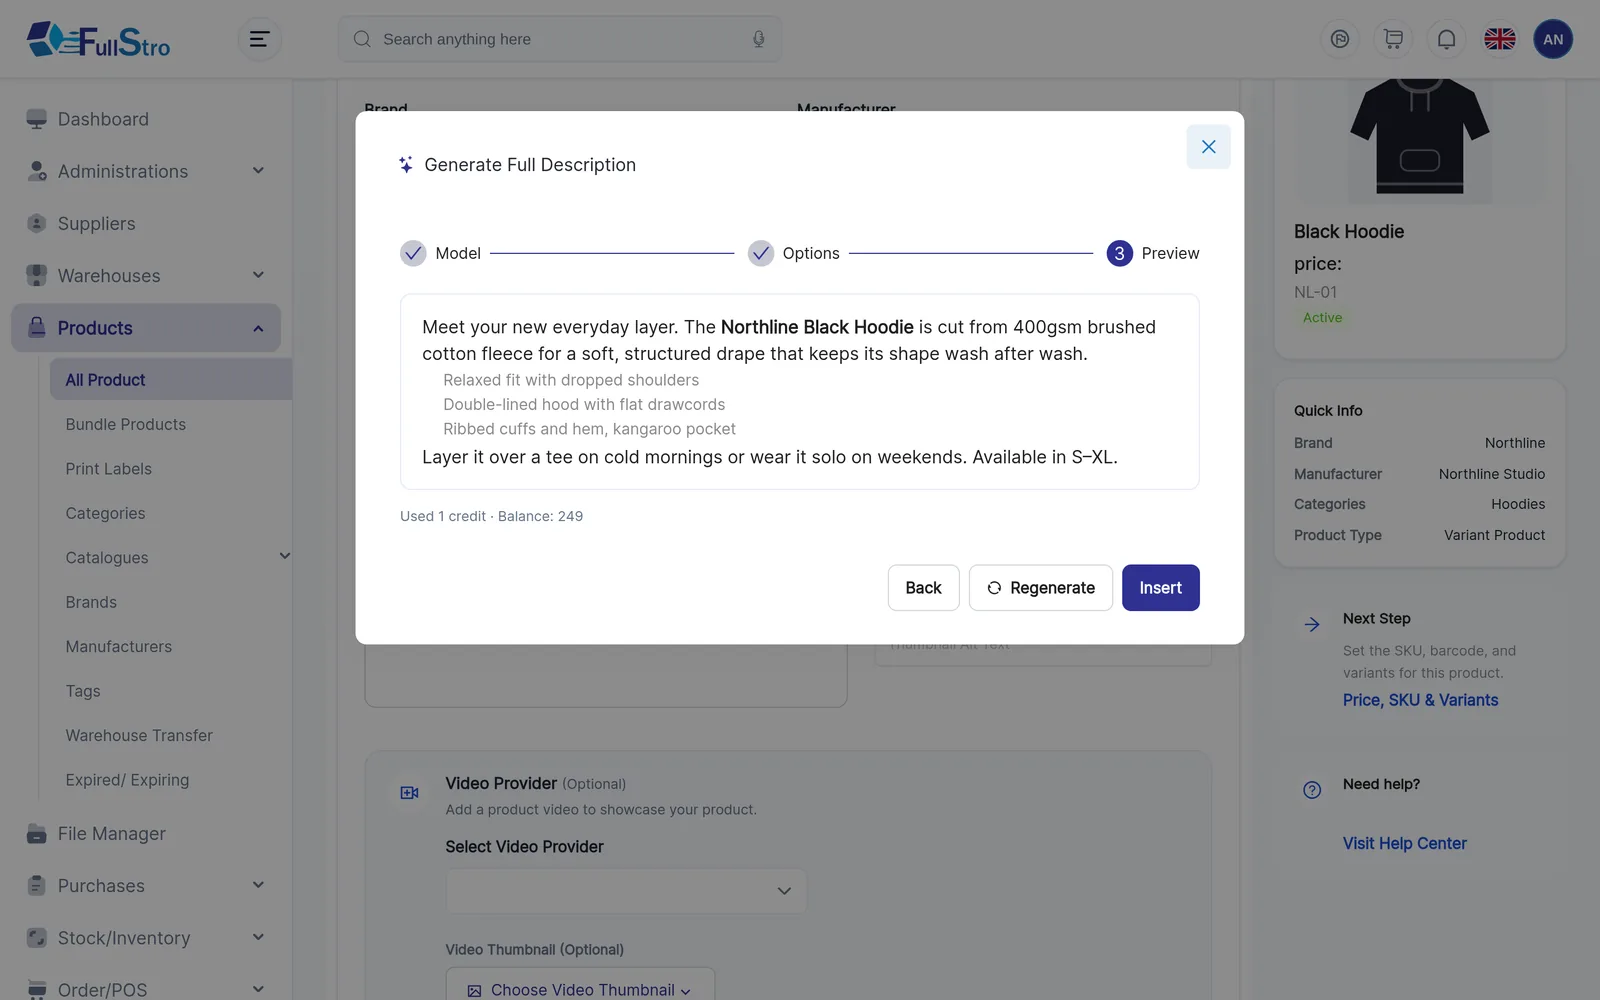 FullStro
Search anything here
AN
Dashboard
Administrations
Suppliers
Warehouses
Products
All Product
Bundle Products
Print Labels
Categories
Catalogues
Brands
Manufacturers
Tags
Warehouse Transfer
Expired/ Expiring
File Manager
Purchases
Stock/Inventory
Order/POS
Brand
Manufacturer
Generate Full Description
Model
Options
3 Preview
Meet your new everyday layer. The Northline Black Hoodie is cut from 400gsm brushed
cotton fleece for a soft, structured drape that keeps its shape wash after wash.
Relaxed fit with dropped shoulders
Double-lined hood with flat drawcords
Ribbed cuffs and hem, kangaroo pocket
Layer it over a tee on cold mornings or wear it solo on weekends. Available in S–XL.
Used 1 credit · Balance: 249
Back
Regenerate
Insert
Thumbnail Alt Text
Video Provider (Optional)
Add a product video to showcase your product.
Select Video Provider
Video Thumbnail (Optional)
Choose Video Thumbnail
Black Hoodie
price:
NL-01
Active
Quick Info
Brand Northline
Manufacturer Northline Studio
Categories Hoodies
Product Type Variant Product
Next Step
Set the SKU, barcode, and
variants for this product.
Price, SKU & Variants
Need help?
Visit Help Center